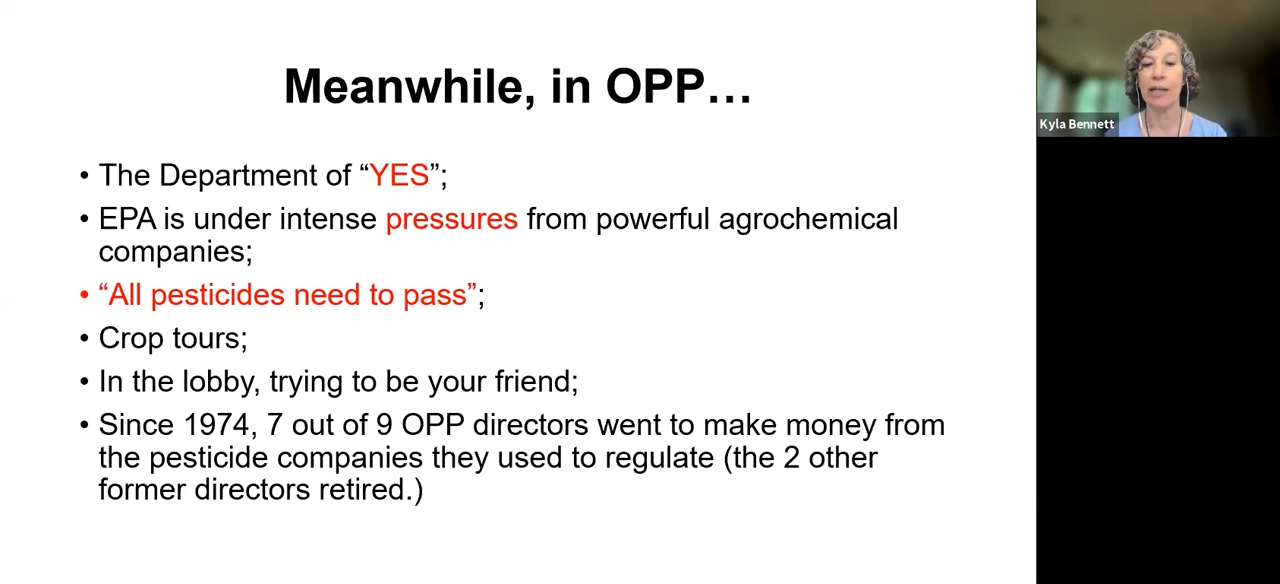 Meanwhile, in OPP…
• The Department of “YES”;
• EPA is under intense pressures from powerful agrochemical
companies;
• “All pesticides need to pass”;
• Crop tours;
• In the lobby, trying to be your friend;
• Since 1974, 7 out of 9 OPP directors went to make money from
the pesticide companies they used to regulate (the 2 other
former directors retired.)
Kyla Bennett